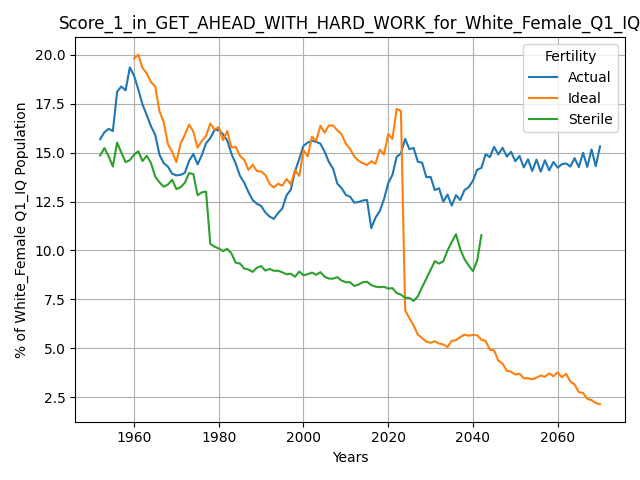 Score_1_in_GET_AHEAD_WITH_HARD_WORK_for_White_Female_Q1_IQ
% of White_Female Q1_IQ Population
20.0
17.5
15.0
12.5
10.0
7.5
5.0
2.5
Fertility
Actual
Ideal
Sterile
1960
1980
2000
2020
2040
2060
Years